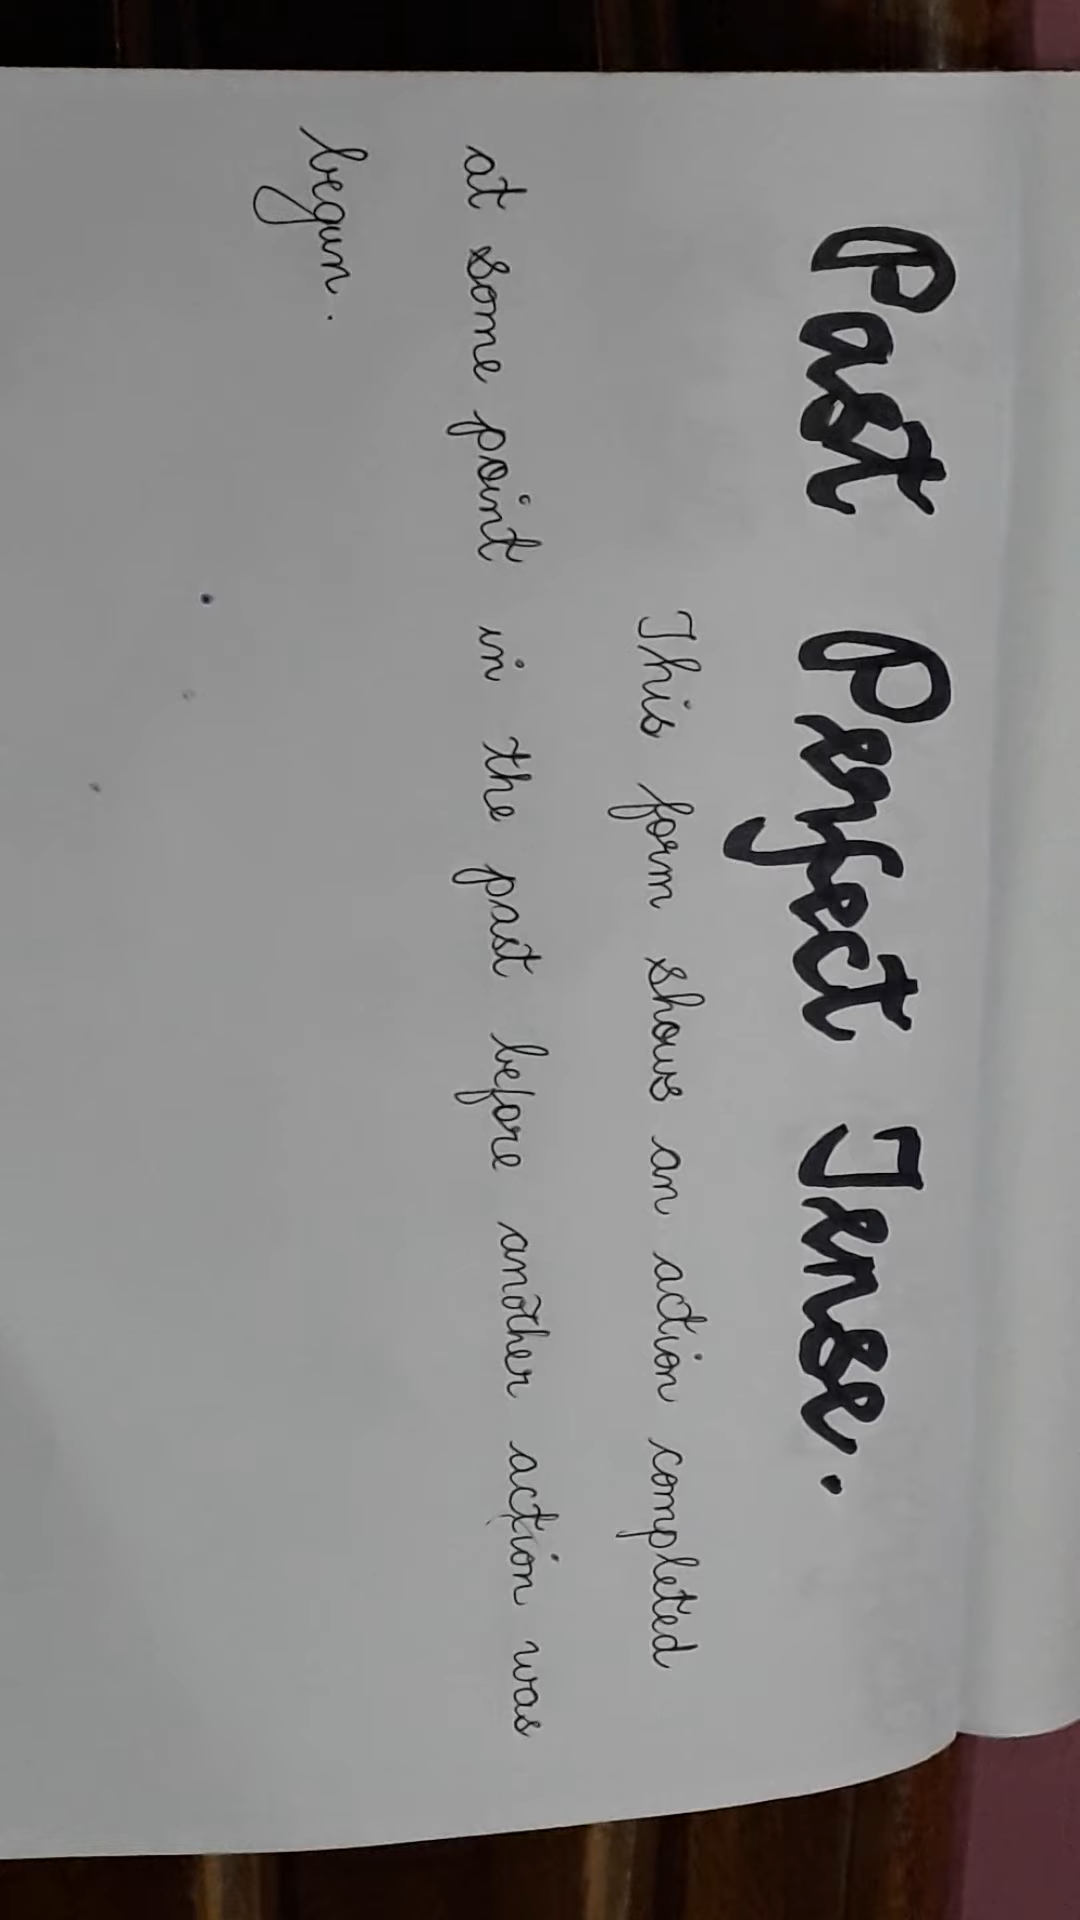 Past Perfect Tense.
This form shows an action completed
at some point in the past before another action was
begun.